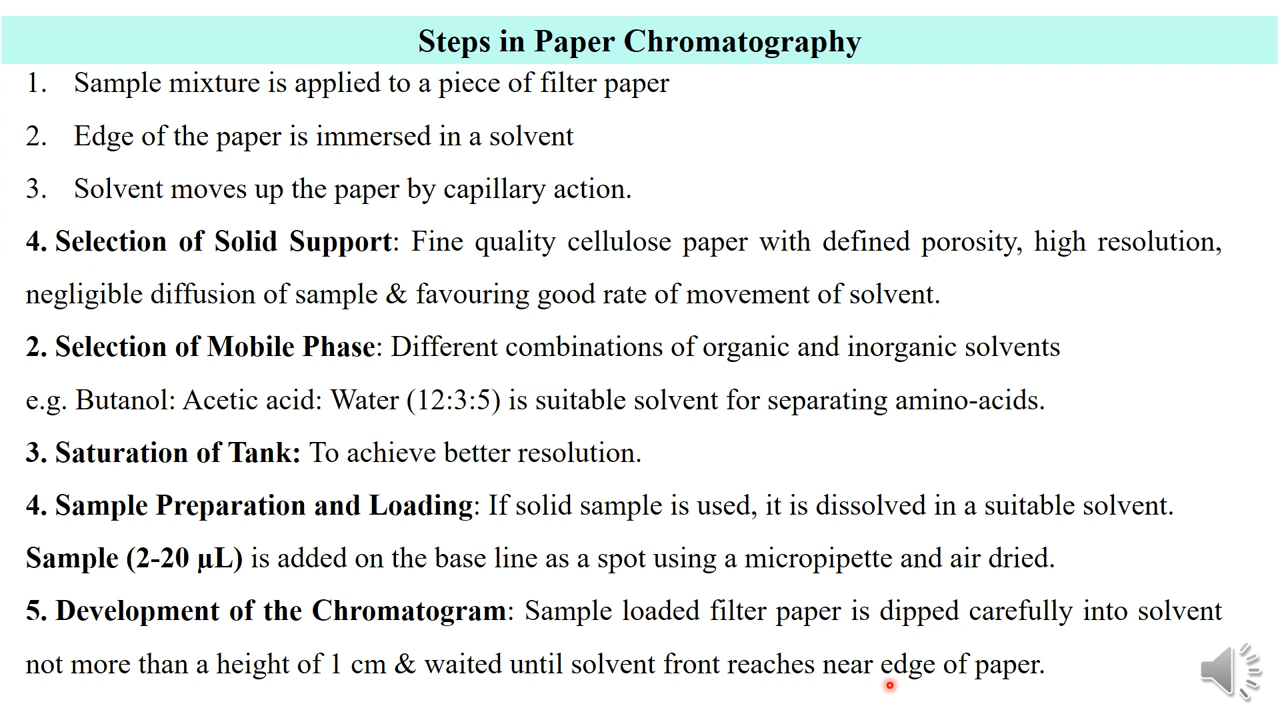 Steps in Paper Chromatography
1. Sample mixture is applied to a piece of filter paper
2. Edge of the paper is immersed in a solvent
3. Solvent moves up the paper by capillary action.
4. Selection of Solid Support: Fine quality cellulose paper with defined porosity, high resolution,
negligible diffusion of sample & favouring good rate of movement of solvent.
2. Selection of Mobile Phase: Different combinations of organic and inorganic solvents
e.g. Butanol: Acetic acid: Water (12:3:5) is suitable solvent for separating amino-acids.
3. Saturation of Tank: To achieve better resolution.
4. Sample Preparation and Loading: If solid sample is used, it is dissolved in a suitable solvent.
Sample (2-20 µL) is added on the base line as a spot using a micropipette and air dried.
5. Development of the Chromatogram: Sample loaded filter paper is dipped carefully into solvent
not more than a height of 1 cm & waited until solvent front reaches near edge of paper.